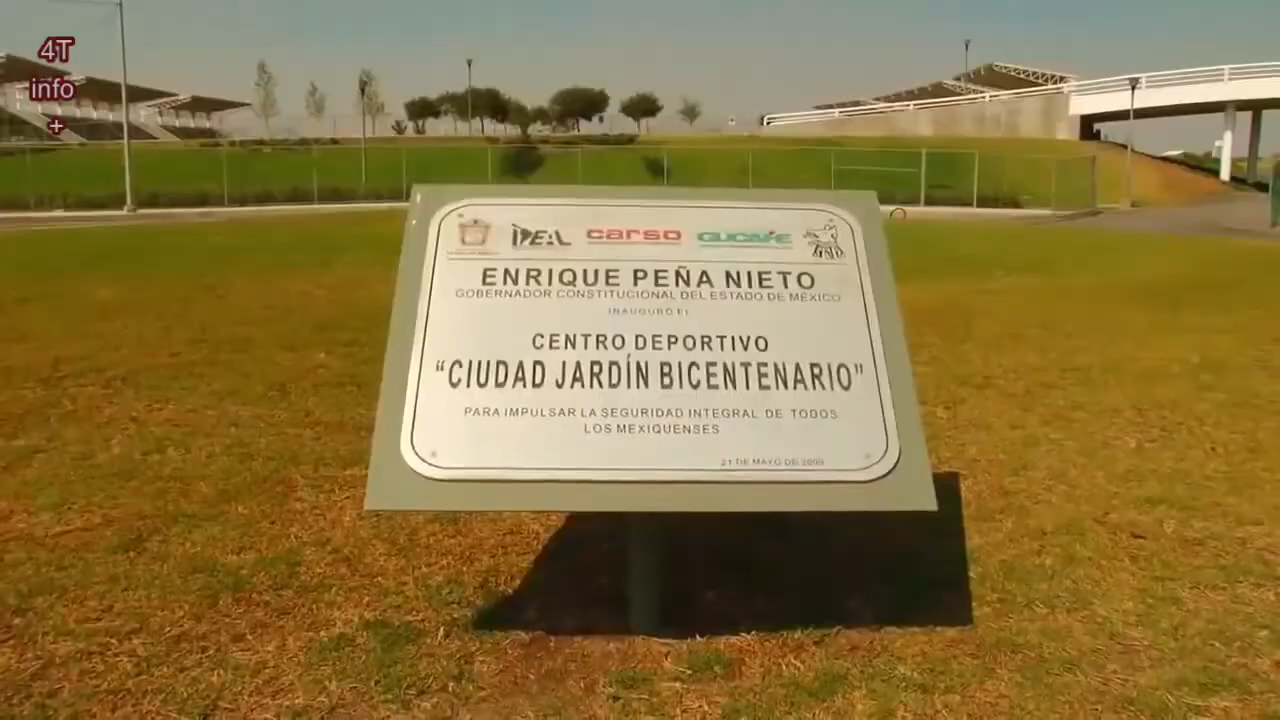 4T
info
+
IDEAL carso GUCAHE
ENRIQUE PEÑA NIETO
GOBERNADOR CONSTITUCIONAL DEL ESTADO DE MÉXICO
INAUGURÓ EL
CENTRO DEPORTIVO
“CIUDAD JARDÍN BICENTENARIO”
PARA IMPULSAR LA SEGURIDAD INTEGRAL DE TODOS
LOS MEXIQUENSES
21 DE MAYO DE 2009